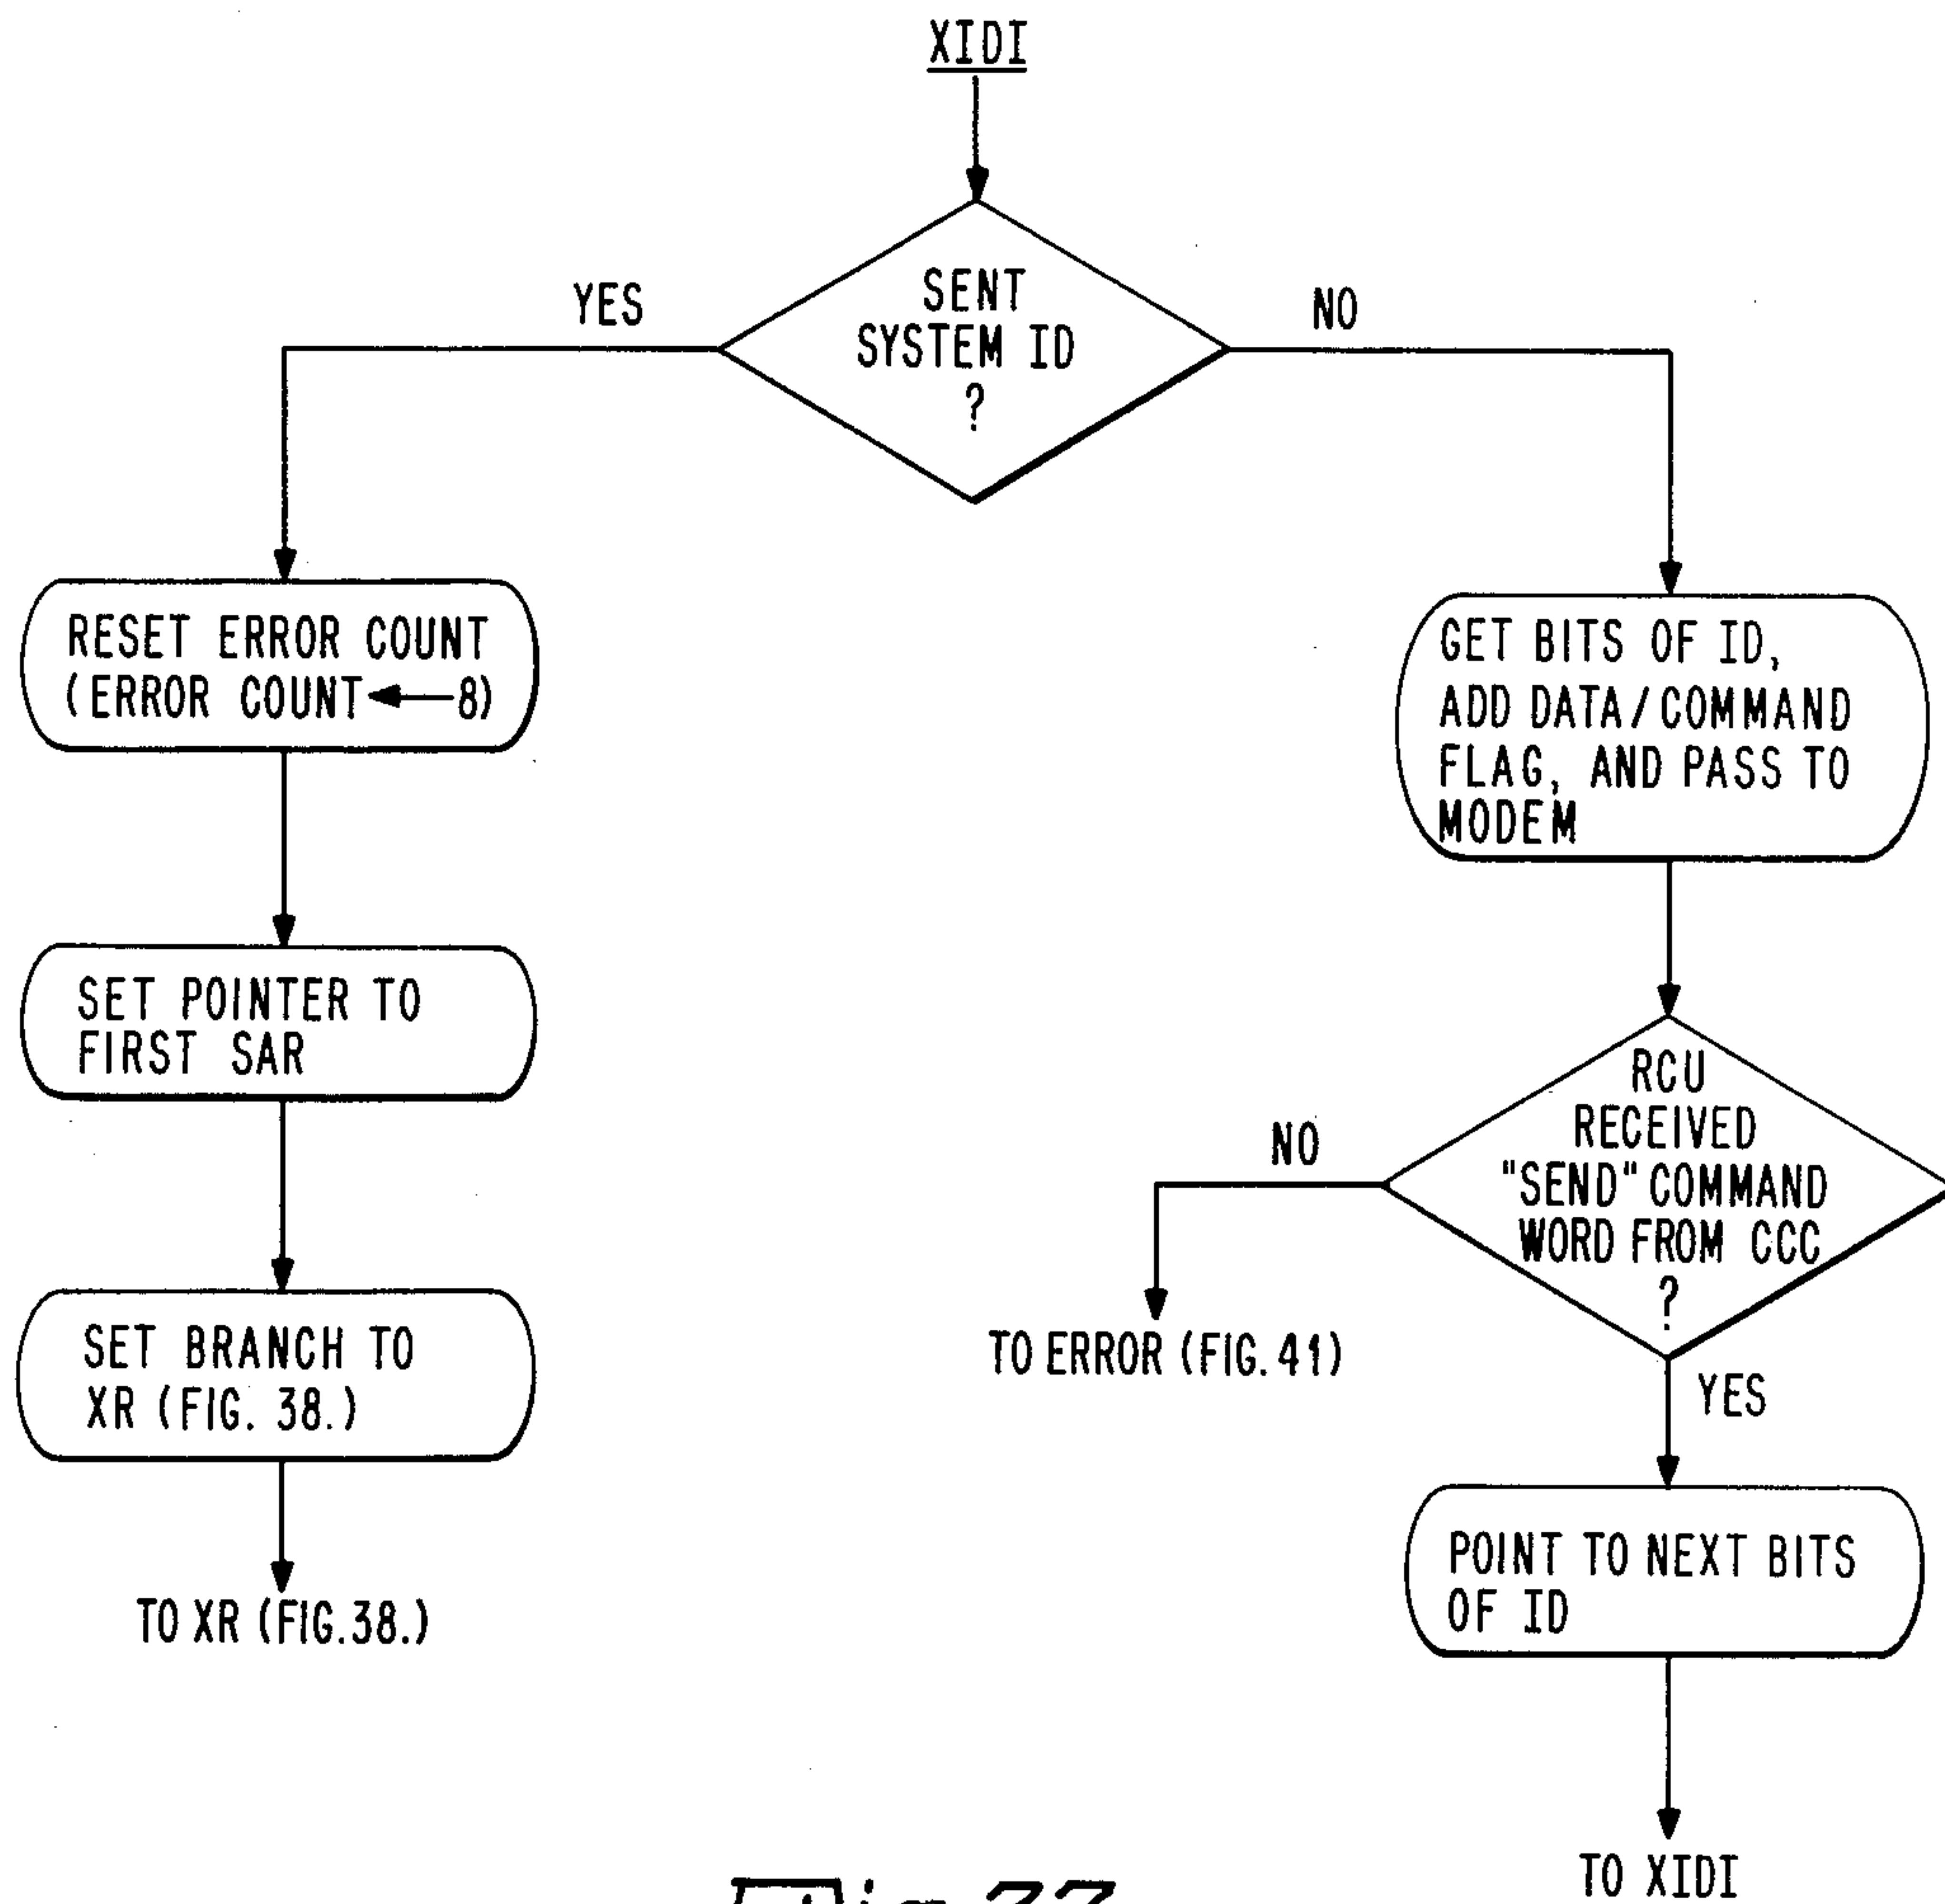 XIDI
SENT
SYSTEM ID
?
YES
NO
RESET ERROR COUNT
(ERROR COUNT ← 8)
SET POINTER TO
FIRST SAR
SET BRANCH TO
XR (FIG. 38.)
TO XR (FIG.38.)
GET BITS OF ID,
ADD DATA/COMMAND
FLAG, AND PASS TO
MODEM
RCU
RECEIVED
"SEND" COMMAND
WORD FROM CCC
?
NO
TO ERROR (FIG. 41)
YES
POINT TO NEXT BITS
OF ID
TO XIDI